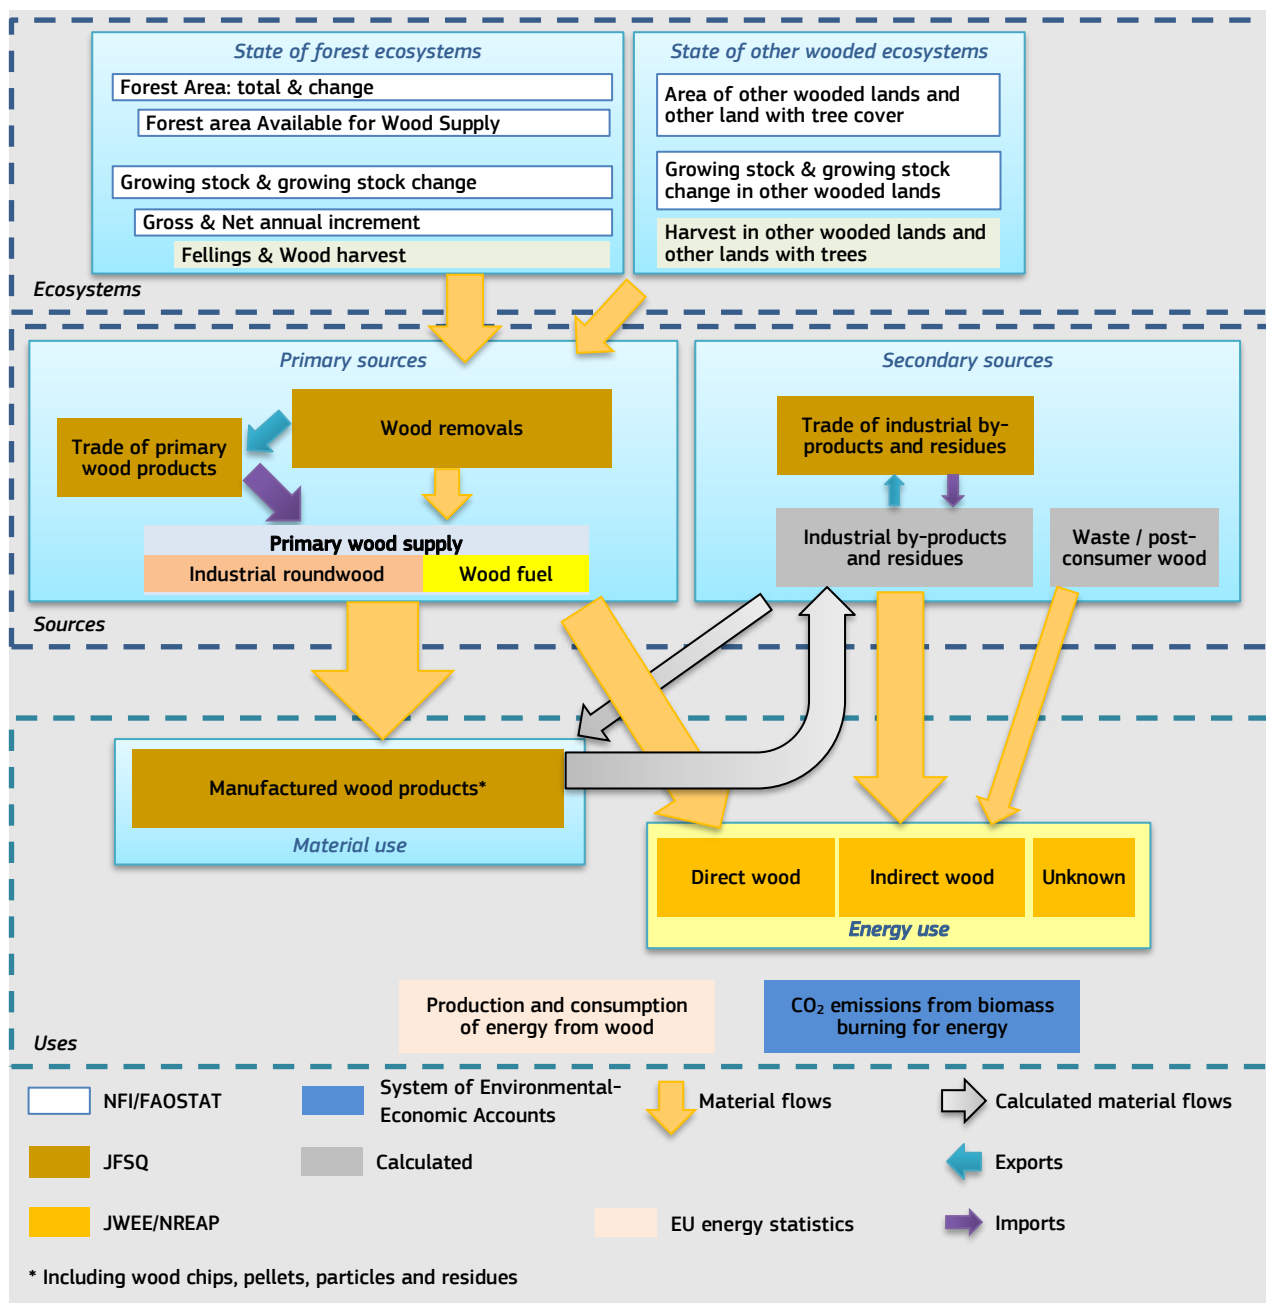 State of forest ecosystems
Forest Area: total & change
Forest area Available for Wood Supply
Growing stock & growing stock change
Gross & Net annual increment
Fellings & Wood harvest
State of other wooded ecosystems
Area of other wooded lands and
other land with tree cover
Growing stock & growing stock
change in other wooded lands
Harvest in other wooded lands and
other lands with trees
Ecosystems
Primary sources
Wood removals
Trade of primary
wood products
Primary wood supply
Industrial roundwood
Wood fuel
Secondary sources
Trade of industrial by-
products and residues
Industrial by-products
and residues
Waste / post-
consumer wood
Sources
Manufactured wood products*
Material use
Direct wood
Indirect wood
Unknown
Energy use
Production and consumption
of energy from wood
CO₂ emissions from biomass
burning for energy
Uses
NFI/FAOSTAT
System of Environmental-
Economic Accounts
Material flows
Calculated material flows
JFSQ
Calculated
Exports
JWEE/NREAP
EU energy statistics
Imports
* Including wood chips, pellets, particles and residues